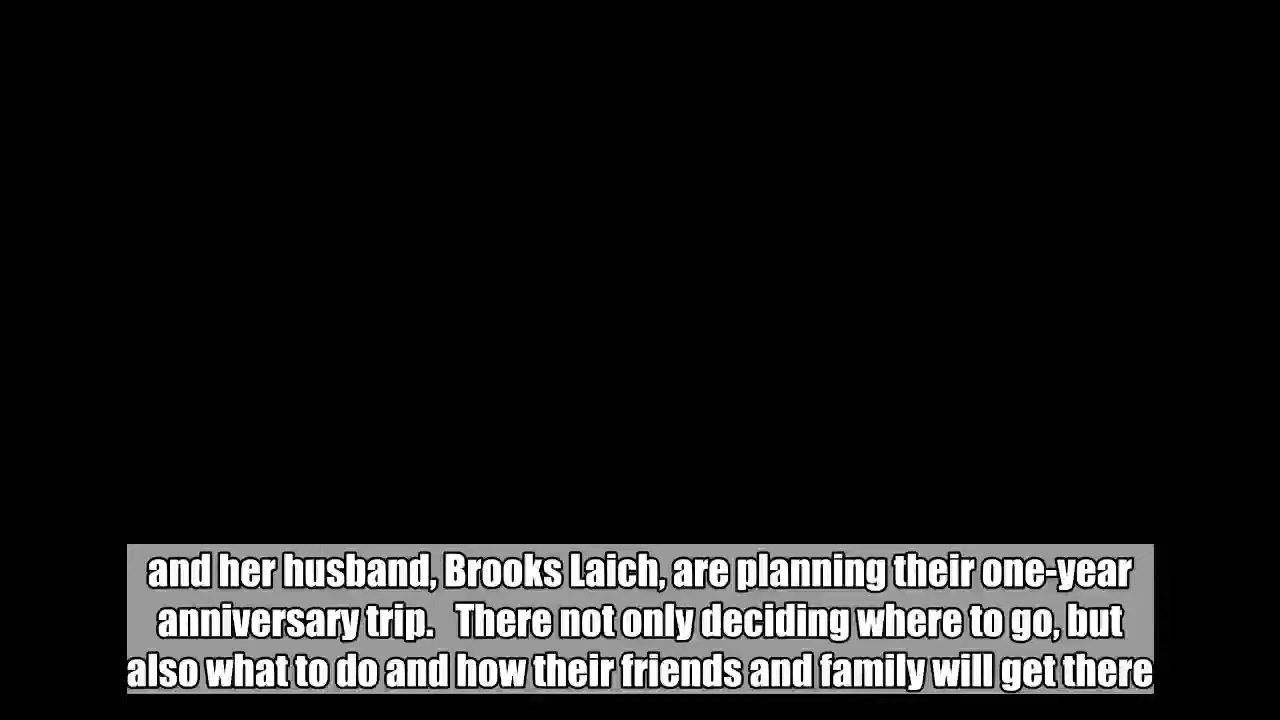 and her husband, Brooks Laich, are planning their one-year
anniversary trip.   There not only deciding where to go, but
also what to do and how their friends and family will get there